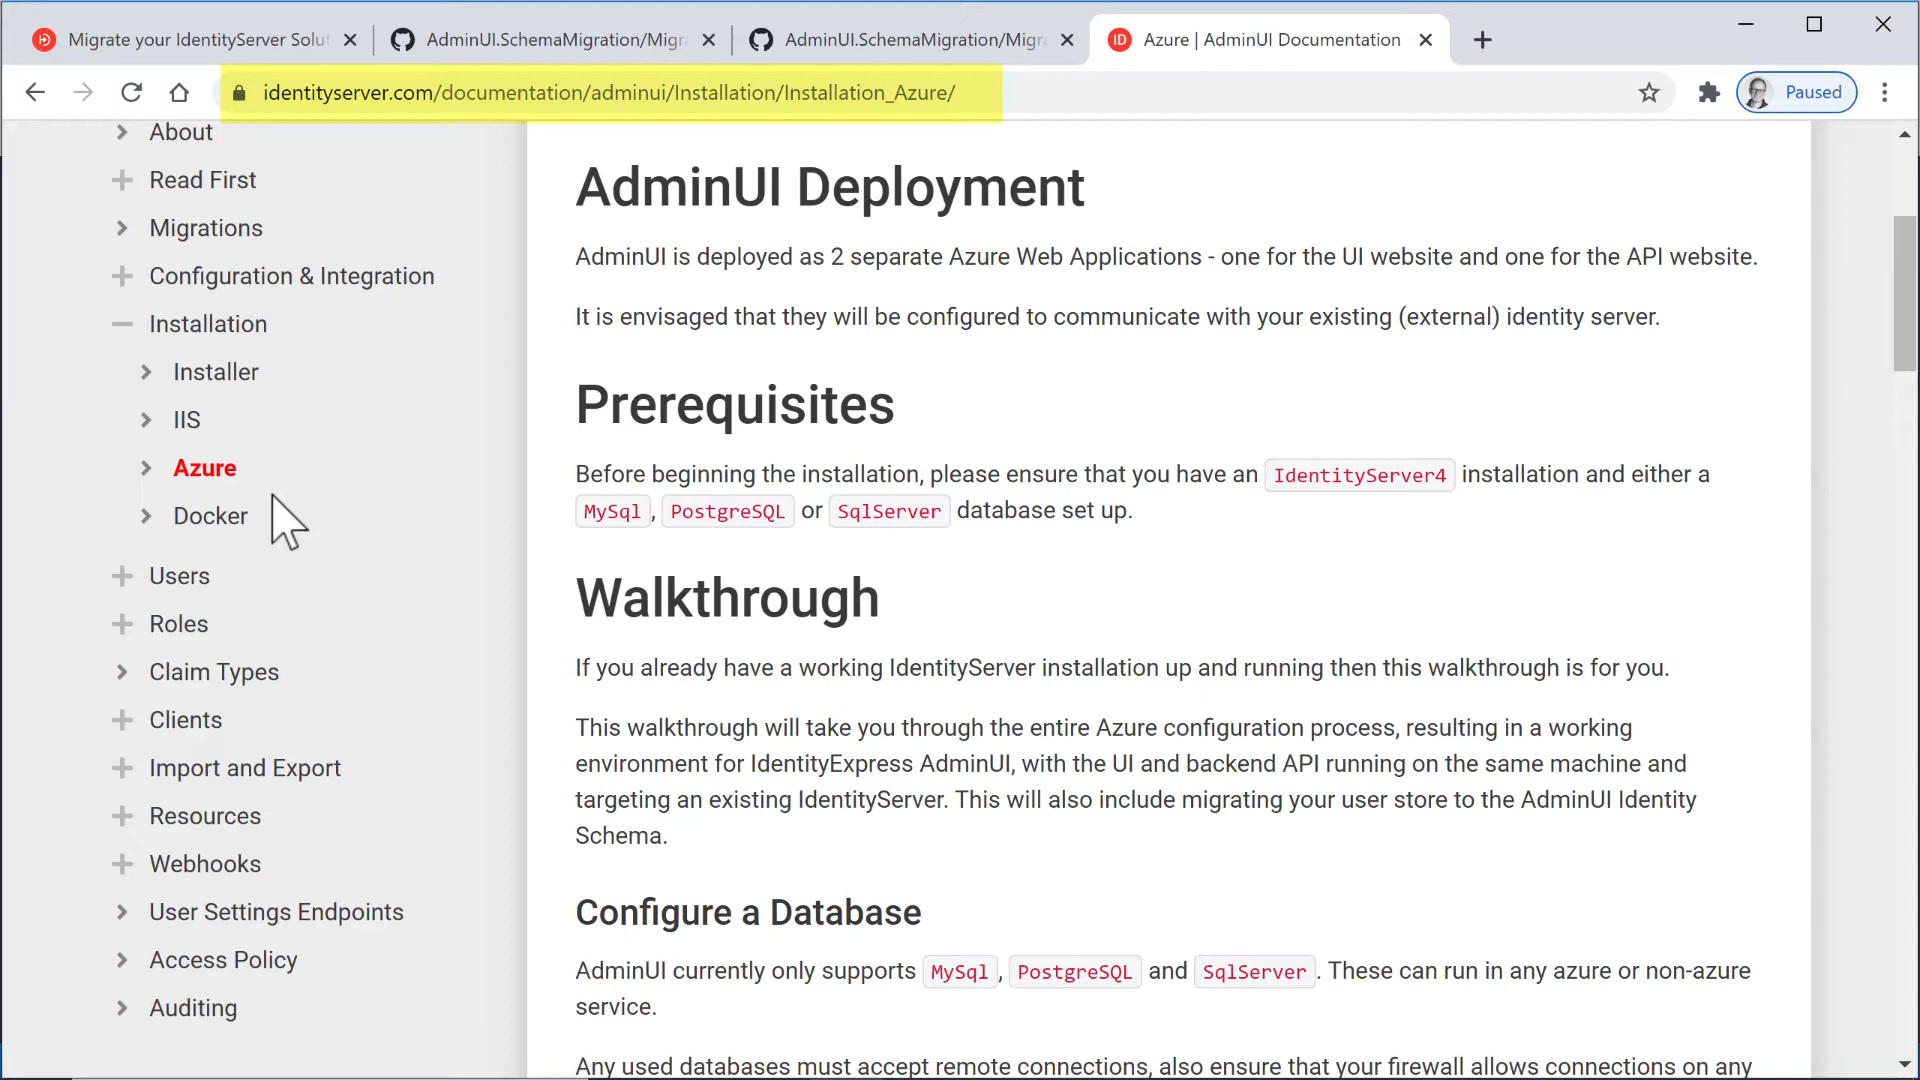 Migrate your IdentityServer Solut
AdminUI.SchemaMigration/Migra
AdminUI.SchemaMigration/Migra
ID
Azure | AdminUI Documentation
identityserver.com/documentation/adminui/Installation/Installation_Azure/
Paused
About
Read First
Migrations
Configuration & Integration
Installation
Installer
IIS
Azure
Docker
Users
Roles
Claim Types
Clients
Import and Export
Resources
Webhooks
User Settings Endpoints
Access Policy
Auditing
AdminUI Deployment
AdminUI is deployed as 2 separate Azure Web Applications - one for the UI website and one for the API website.
It is envisaged that they will be configured to communicate with your existing (external) identity server.
Prerequisites
Before beginning the installation, please ensure that you have an IdentityServer4 installation and either a
MySql, PostgreSQL or SqlServer database set up.
Walkthrough
If you already have a working IdentityServer installation up and running then this walkthrough is for you.
This walkthrough will take you through the entire Azure configuration process, resulting in a working
environment for IdentityExpress AdminUI, with the UI and backend API running on the same machine and
targeting an existing IdentityServer. This will also include migrating your user store to the AdminUI Identity
Schema.
Configure a Database
AdminUI currently only supports MySql, PostgreSQL and SqlServer. These can run in any azure or non-azure
service.
Any used databases must accept remote connections, also ensure that your firewall allows connections on any